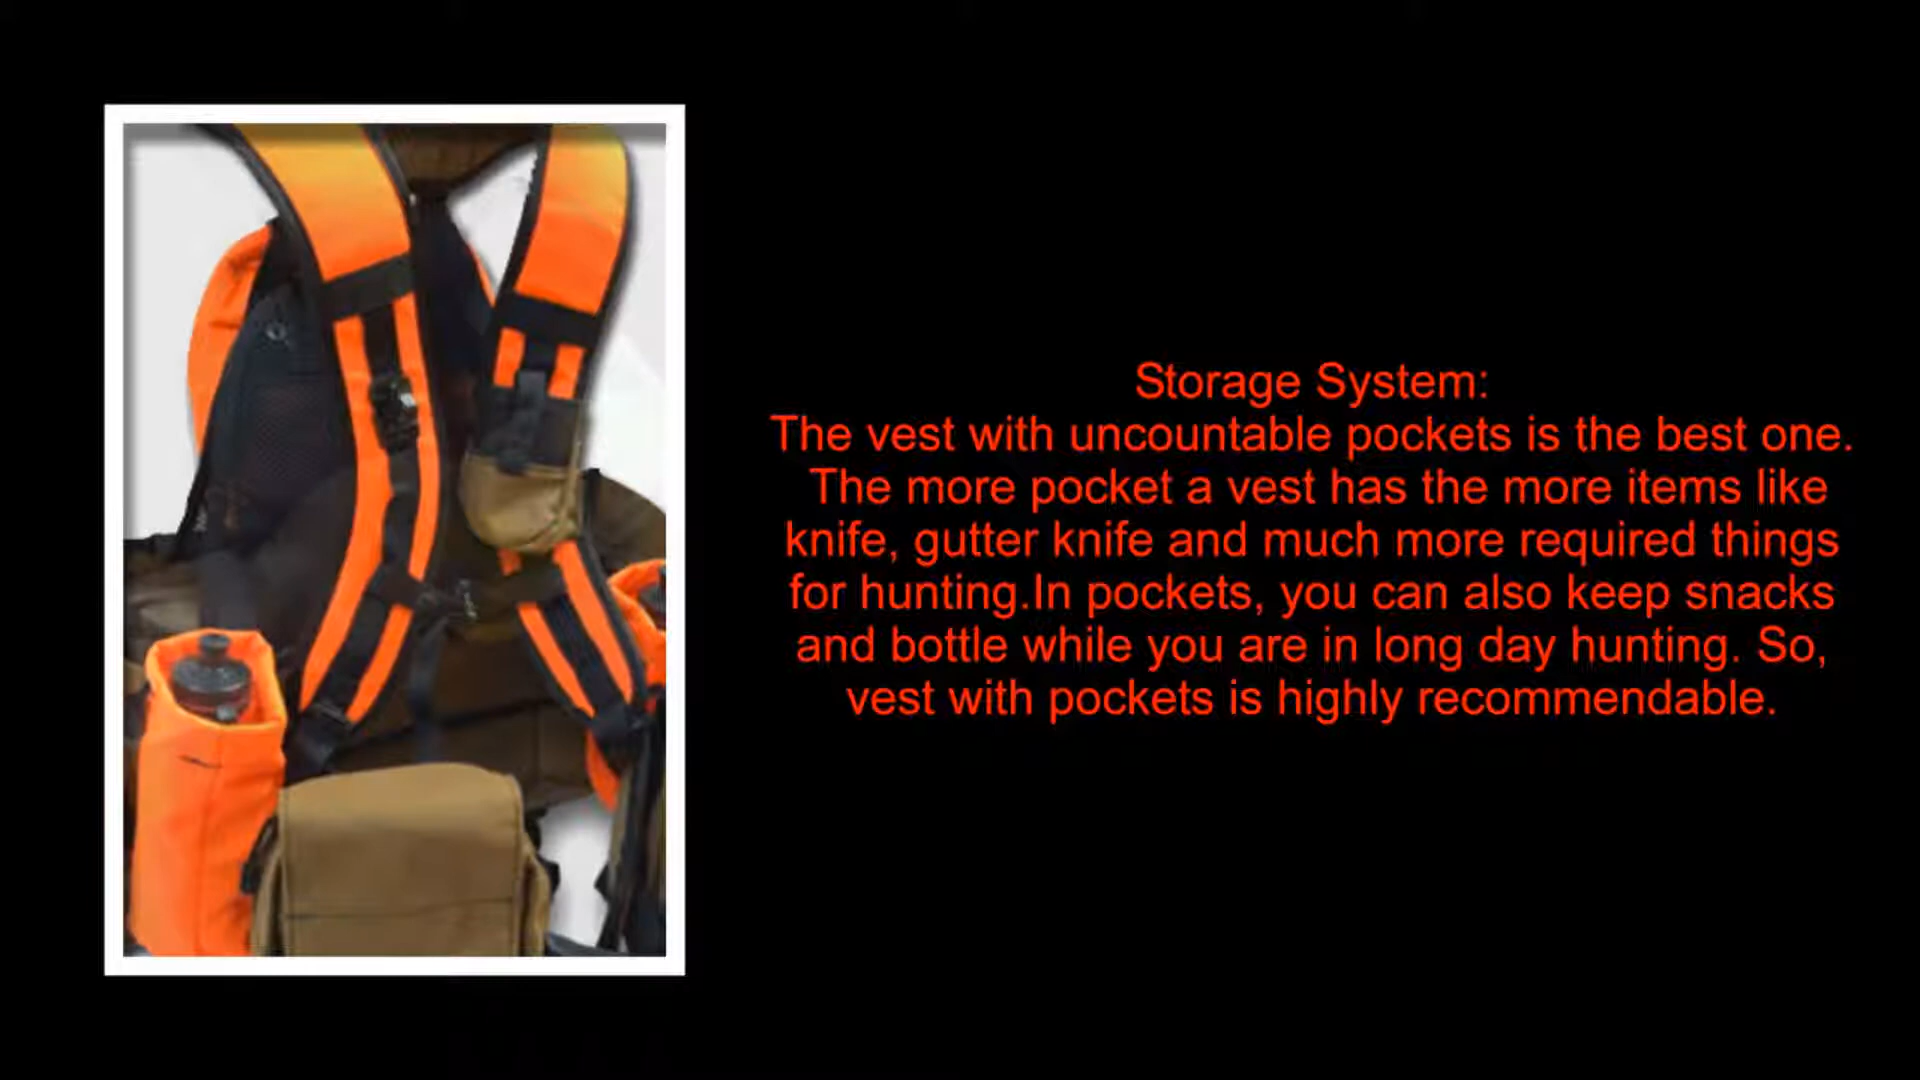 Storage System:
The vest with uncountable pockets is the best one.
The more pocket a vest has the more items like
knife, gutter knife and much more required things
for hunting.In pockets, you can also keep snacks
and bottle while you are in long day hunting. So,
vest with pockets is highly recommendable.